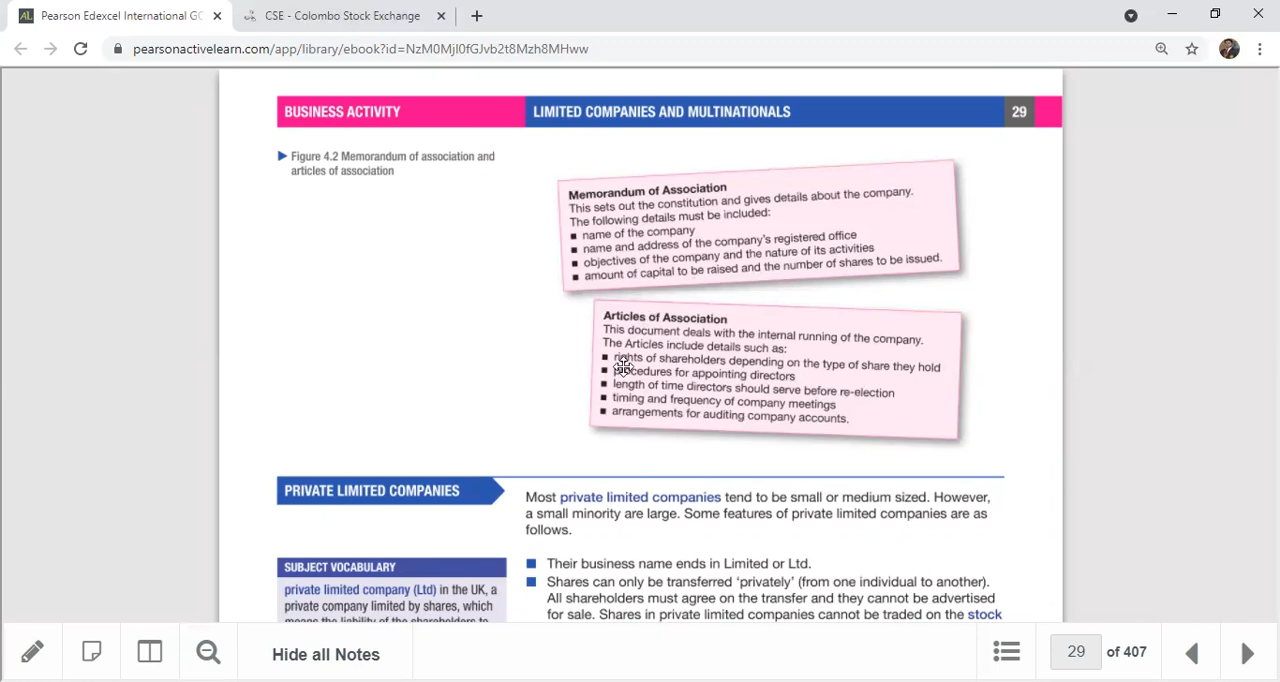 Pearson Edexcel International GC
CSE - Colombo Stock Exchange
pearsonactivelearn.com/app/library/ebook?id=NzM0Mjl0fGJvb2t8Mzh8MHww
BUSINESS ACTIVITY
LIMITED COMPANIES AND MULTINATIONALS
29
Figure 4.2 Memorandum of association and
articles of association
Memorandum of Association
This sets out the constitution and gives details about the company.
The following details must be included:
■ name of the company
■ name and address of the company's registered office
■ objectives of the company and the nature of its activities
■ amount of capital to be raised and the number of shares to be issued.
Articles of Association
This document deals with the internal running of the company.
The Articles include details such as:
■ rights of shareholders depending on the type of share they hold
■ procedures for appointing directors
■ length of time directors should serve before re-election
■ timing and frequency of company meetings
■ arrangements for auditing company accounts.
PRIVATE LIMITED COMPANIES
Most private limited companies tend to be small or medium sized. However,
a small minority are large. Some features of private limited companies are as
follows.
■ Their business name ends in Limited or Ltd.
■ Shares can only be transferred 'privately' (from one individual to another).
All shareholders must agree on the transfer and they cannot be advertised
for sale. Shares in private limited companies cannot be traded on the stock
SUBJECT VOCABULARY
private limited company (Ltd) in the UK, a
private company limited by shares, which
means the liability of the shareholders to
Hide all Notes
29
of 407